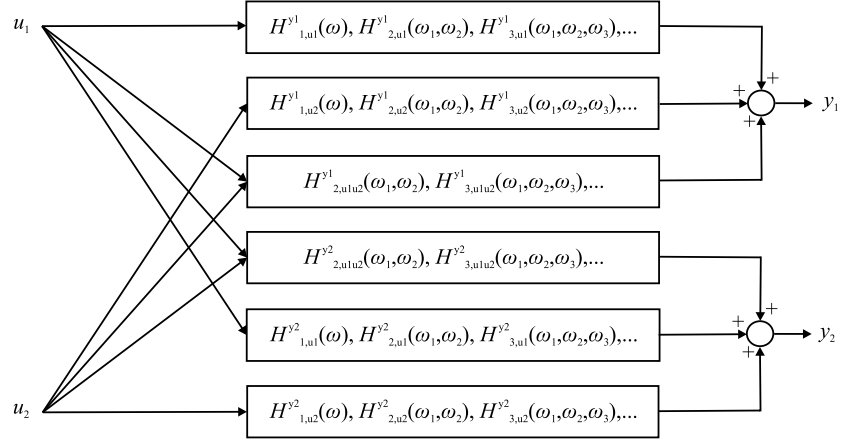 u₁
H^{y1}_{1,u1}(ω), H^{y1}_{2,u1}(ω₁,ω₂), H^{y1}_{3,u1}(ω₁,ω₂,ω₃),...
+
H^{y1}_{1,u2}(ω), H^{y1}_{2,u2}(ω₁,ω₂), H^{y1}_{3,u2}(ω₁,ω₂,ω₃),...
+
y₁
+
H^{y1}_{2,u1u2}(ω₁,ω₂), H^{y1}_{3,u1u2}(ω₁,ω₂,ω₃),...
H^{y2}_{2,u1u2}(ω₁,ω₂), H^{y2}_{3,u1u2}(ω₁,ω₂,ω₃),...
+
H^{y2}_{1,u1}(ω), H^{y2}_{2,u1}(ω₁,ω₂), H^{y2}_{3,u1}(ω₁,ω₂,ω₃),...
+
y₂
+
u₂
H^{y2}_{1,u2}(ω), H^{y2}_{2,u2}(ω₁,ω₂), H^{y2}_{3,u2}(ω₁,ω₂,ω₃),...